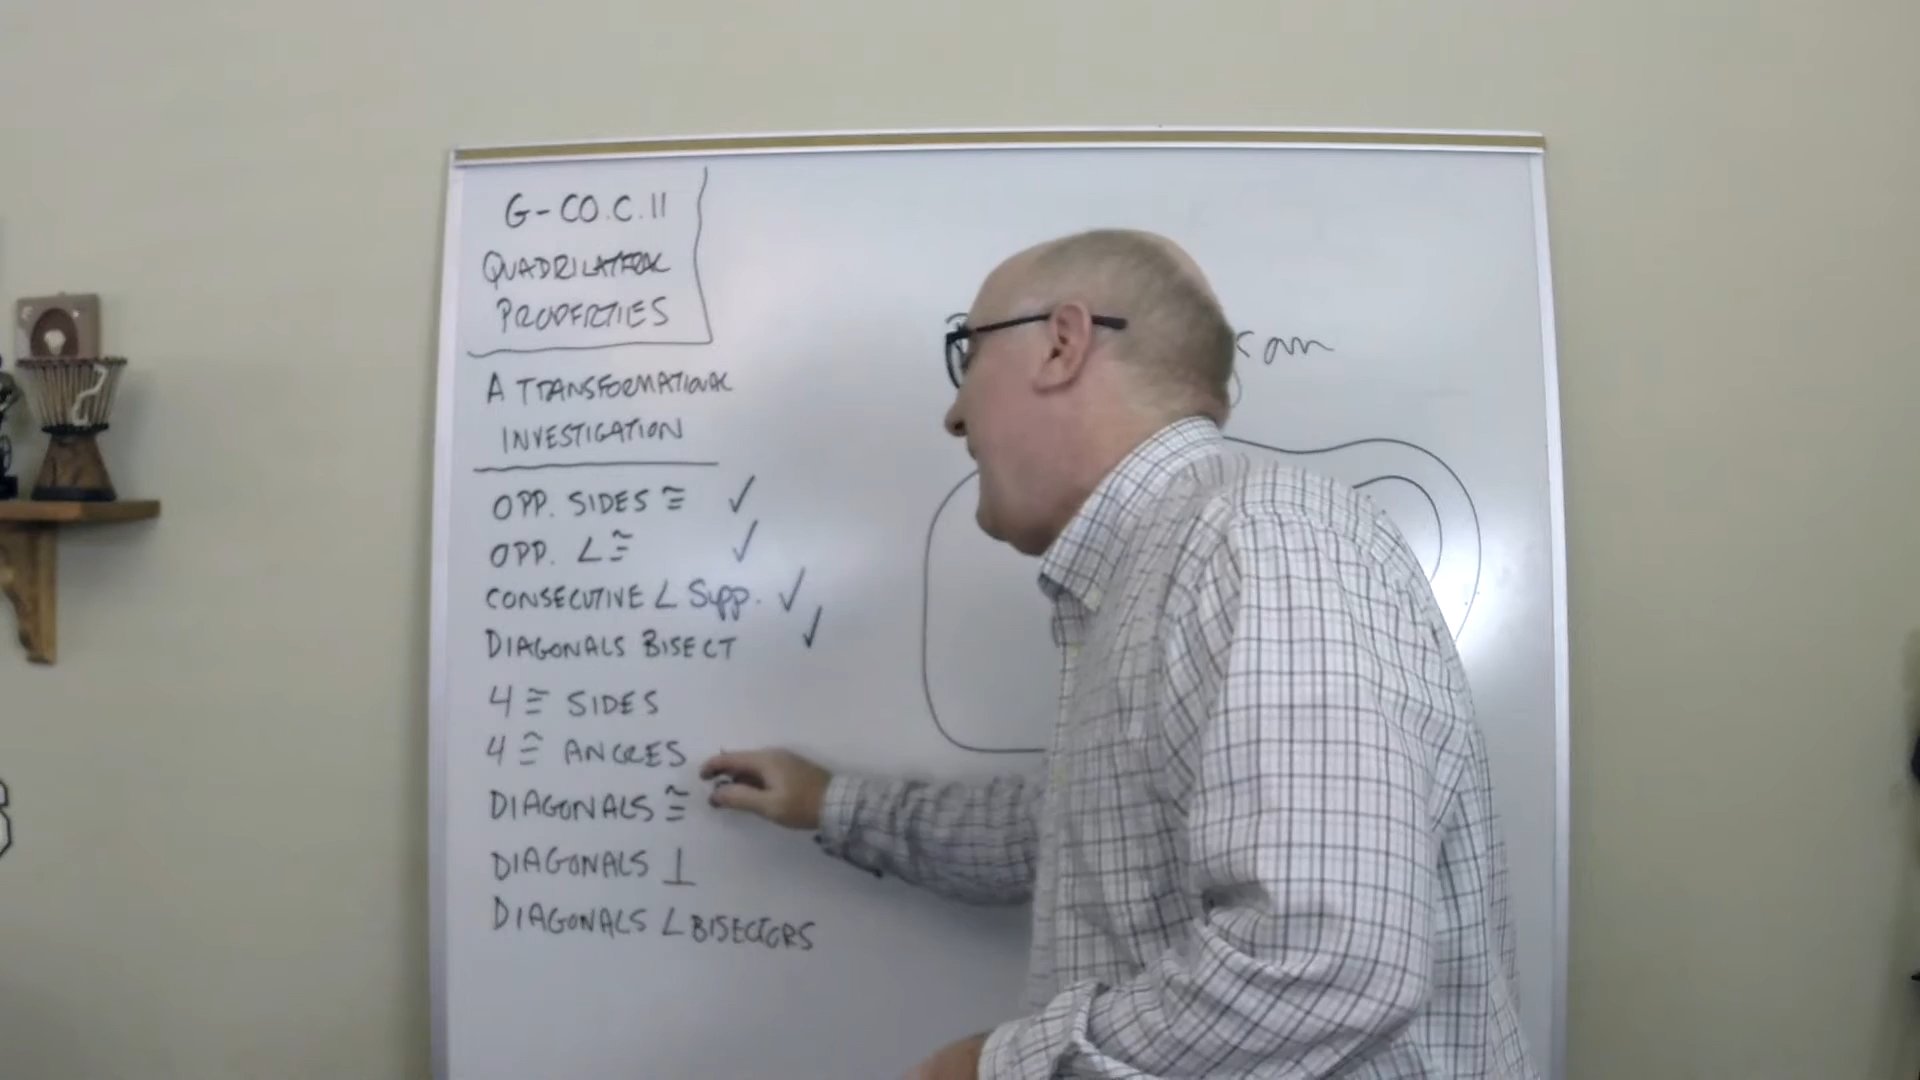 G-CO.C.11
QUADRILATERAL
PROPERTIES
A TRANSFORMATIONAL
INVESTIGATION
OPP. SIDES ≅ ✓
OPP. ∠ ≅ ✓
CONSECUTIVE ∠ Supp. ✓
DIAGONALS BISECT ✓
4 ≅ SIDES
4 ≅ ANGLES
DIAGONALS ≅
DIAGONALS ⊥
DIAGONALS ∠ BISECTORS